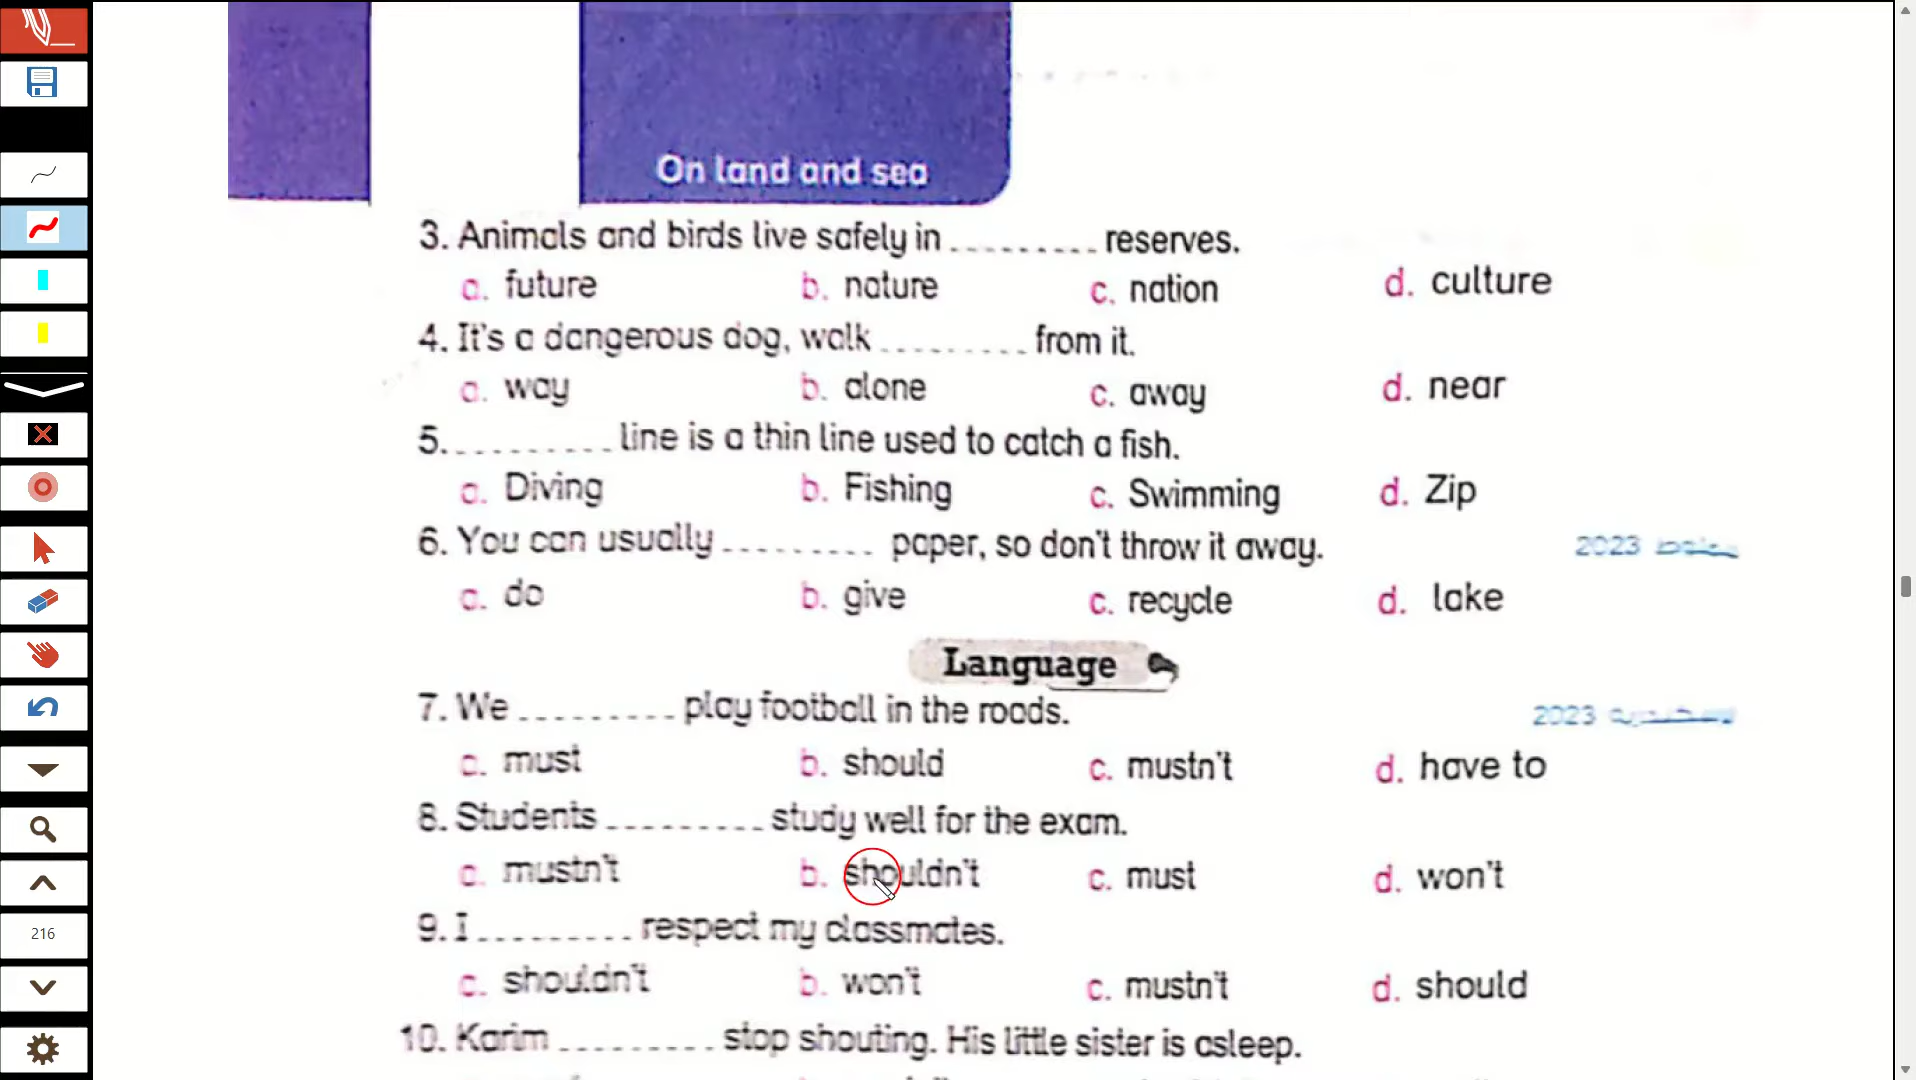 On land and sea
3. Animals and birds live safely in ......... reserves.
a. future b. nature c. nation d. culture
4. It's a dangerous dog, walk ......... from it.
a. way b. alone c. away d. near
5. ......... line is a thin line used to catch a fish.
a. Diving b. Fishing c. Swimming d. Zip
6. You can usually ......... paper, so don't throw it away. 2023
a. do b. give c. recycle d. lake
Language
7. We ......... play football in the roads. 2023
a. must b. should c. mustn't d. have to
8. Students ......... study well for the exam.
a. mustn't b. shouldn't c. must d. won't
9. I ......... respect my classmates.
a. shouldn't b. won't c. mustn't d. should
216
10. Karim ......... stop shouting. His little sister is asleep.